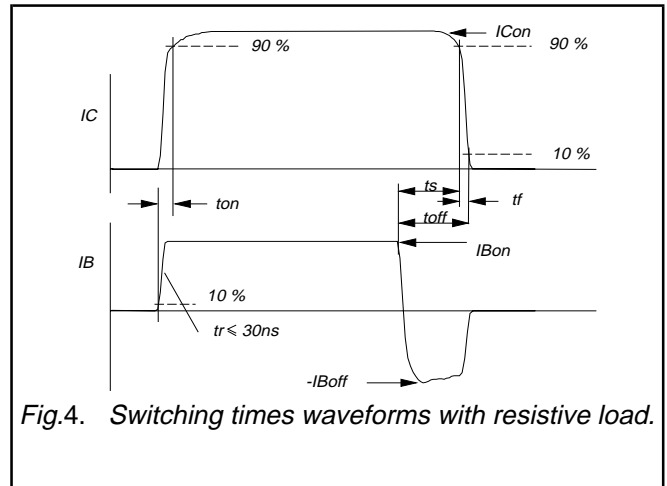 ICon
90 %
90 %
IC
10 %
ts
ton
tf
toff
IBon
IB
10 %
tr ≤ 30ns
-IBoff
Fig.4. Switching times waveforms with resistive load.